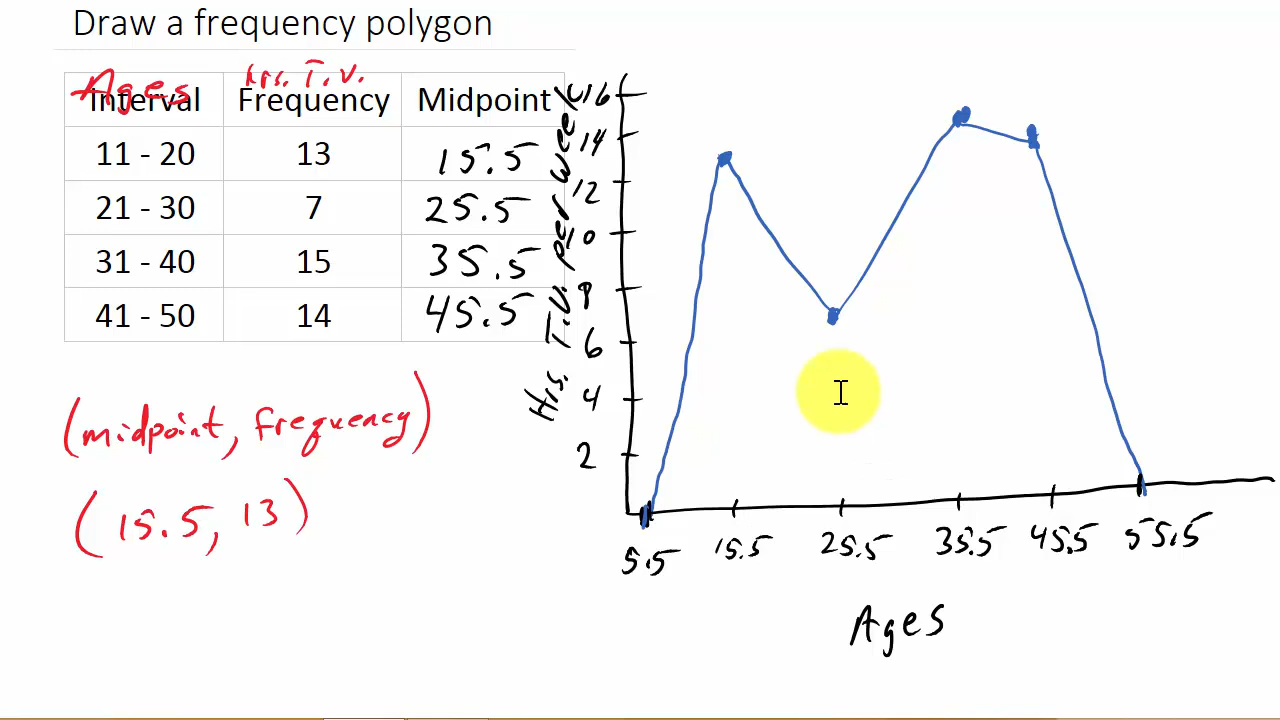 Draw a frequency polygon
Ages hrs. T.V.
Interval Frequency Midpoint
11 - 20 13 15.5
21 - 30 7 25.5
31 - 40 15 35.5
41 - 50 14 45.5
(midpoint, frequency)
(15.5, 13)
Hrs. T.V. per week
16
14
12
10
8
6
4
2
5.5 15.5 25.5 35.5 45.5 55.5
Ages